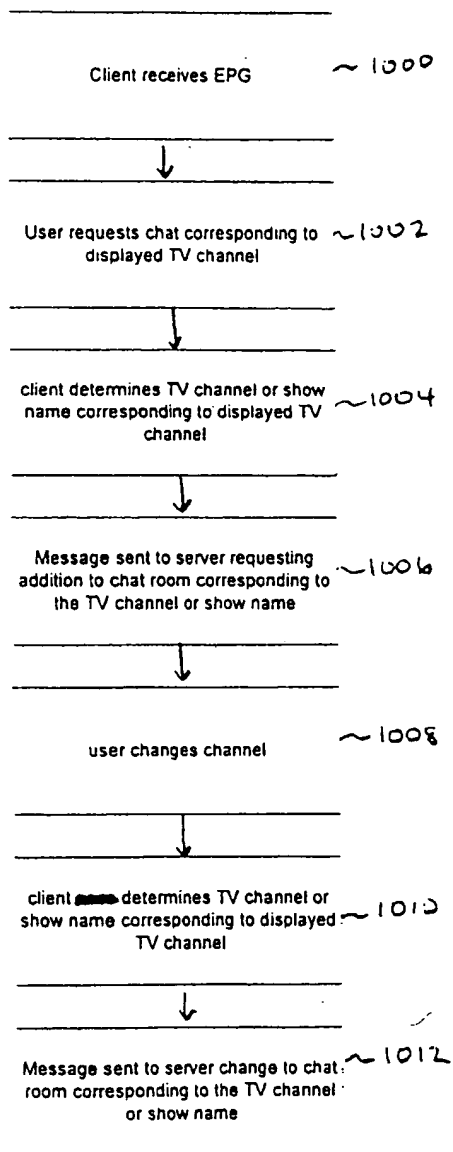 Client receives EPG
~ 1000
User requests chat corresponding to
displayed TV channel
~1002
client determines TV channel or show
name corresponding to displayed TV
channel
~1004
Message sent to server requesting
addition to chat room corresponding to
the TV channel or show name
~1006
user changes channel
~ 1008
client determines TV channel or
show name corresponding to displayed
TV channel
~1010
Message sent to server change to chat
room corresponding to the TV channel
or show name
~1012